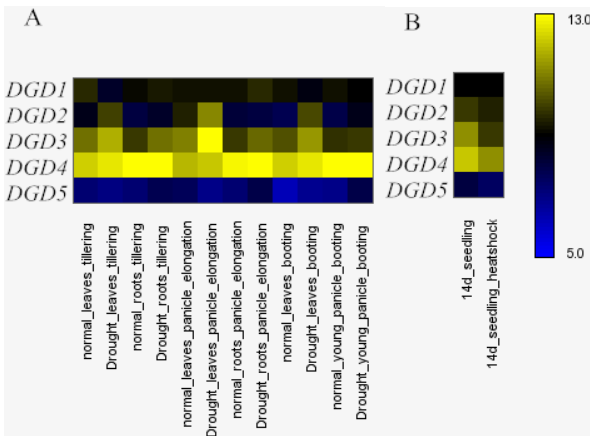 A
B
13.0
5.0
DGD1
DGD2
DGD3
DGD4
DGD5
DGD1
DGD2
DGD3
DGD4
DGD5
normal_leaves_tillering
Drought_leaves_tillering
normal_roots_tillering
Drought_roots_tillering
normal_leaves_panicle_elongation
Drought_leaves_panicle_elongation
normal_roots_panicle_elongation
Drought_roots_panicle_elongation
normal_leaves_booting
Drought_leaves_booting
normal_young_panicle_booting
Drought_young_panicle_booting
14d_seedling
14d_seedling_heatshock